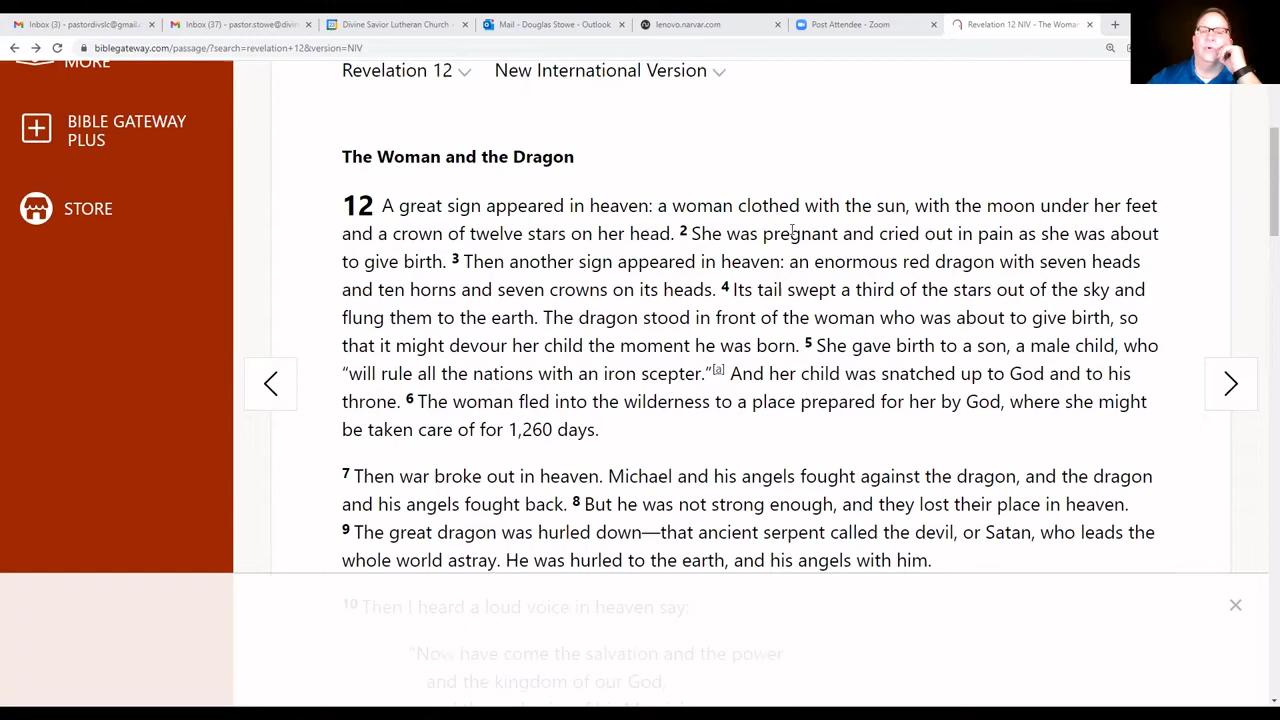 Inbox (3) - pastordivslc@gmail.
Inbox (37) - pastor.stowe@divin
Divine Savior Lutheran Church -
Mail - Douglas Stowe - Outlook
lenovo.narvar.com
Post Attendee - Zoom
Revelation 12 NIV - The Woma
biblegateway.com/passage/?search=revelation+12&version=NIV
MORE
BIBLE GATEWAY
PLUS
STORE
Revelation 12 New International Version
The Woman and the Dragon
12 A great sign appeared in heaven: a woman clothed with the sun, with the moon under her feet
and a crown of twelve stars on her head. 2 She was pregnant and cried out in pain as she was about
to give birth. 3 Then another sign appeared in heaven: an enormous red dragon with seven heads
and ten horns and seven crowns on its heads. 4 Its tail swept a third of the stars out of the sky and
flung them to the earth. The dragon stood in front of the woman who was about to give birth, so
that it might devour her child the moment he was born. 5 She gave birth to a son, a male child, who
“will rule all the nations with an iron scepter.”[a] And her child was snatched up to God and to his
throne. 6 The woman fled into the wilderness to a place prepared for her by God, where she might
be taken care of for 1,260 days.
7 Then war broke out in heaven. Michael and his angels fought against the dragon, and the dragon
and his angels fought back. 8 But he was not strong enough, and they lost their place in heaven.
9 The great dragon was hurled down—that ancient serpent called the devil, or Satan, who leads the
whole world astray. He was hurled to the earth, and his angels with him.
10 Then I heard a loud voice in heaven say:
“Now have come the salvation and the power
and the kingdom of our God,